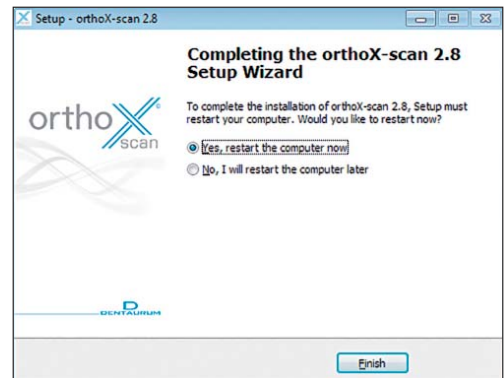 Setup - orthoX-scan 2.8
Completing the orthoX-scan 2.8
Setup Wizard
To complete the installation of orthoX-scan 2.8, Setup must
restart your computer. Would you like to restart now?
Yes, restart the computer now
No, I will restart the computer later
orthoX®
/scan
D
DENTAURUM
Finish